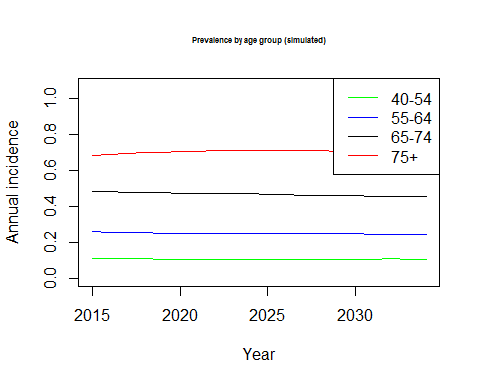 Prevalence by age group (simulated)
Annual incidence
1.0
0.8
0.6
0.4
0.2
0.0
40-54
55-64
65-74
75+
2015 2020 2025 2030
Year